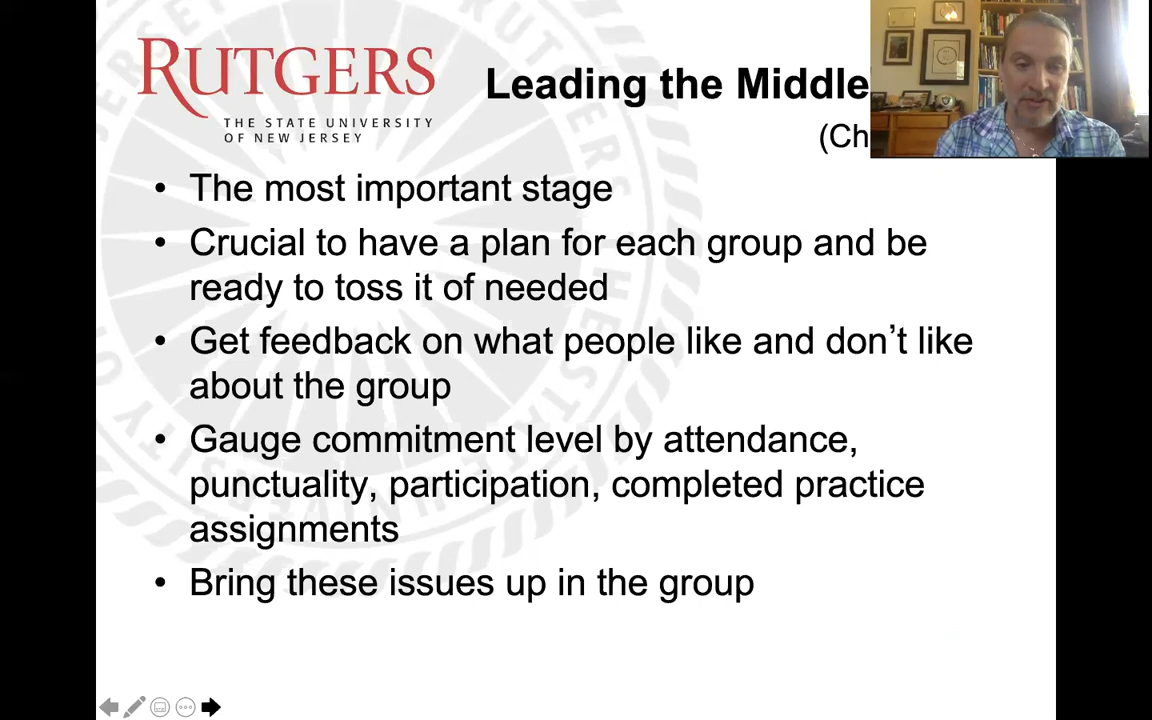 RUTGERS
THE STATE UNIVERSITY
OF NEW JERSEY
Leading the Middle
(Ch
• The most important stage
• Crucial to have a plan for each group and be
ready to toss it of needed
• Get feedback on what people like and don’t like
about the group
• Gauge commitment level by attendance,
punctuality, participation, completed practice
assignments
• Bring these issues up in the group